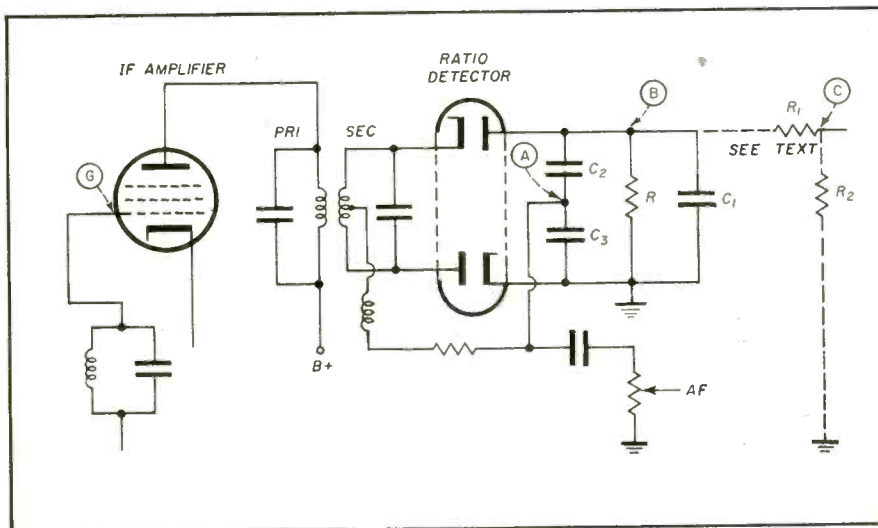 IF AMPLIFIER
RATIO
DETECTOR
PRI
SEC
G
A
B
R1
C
SEE TEXT
C2
R
C1
R2
C3
B+
AF